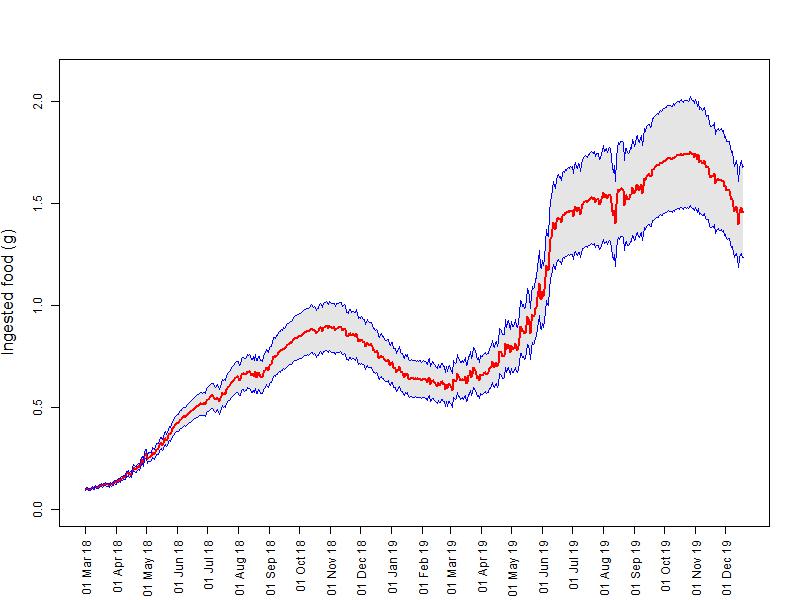 Ingested food (g)
2.0
1.5
1.0
0.5
0.0
01 Mar 18
01 Apr 18
01 May 18
01 Jun 18
01 Jul 18
01 Aug 18
01 Sep 18
01 Oct 18
01 Nov 18
01 Dec 18
01 Jan 19
01 Feb 19
01 Mar 19
01 Apr 19
01 May 19
01 Jun 19
01 Jul 19
01 Aug 19
01 Sep 19
01 Oct 19
01 Nov 19
01 Dec 19